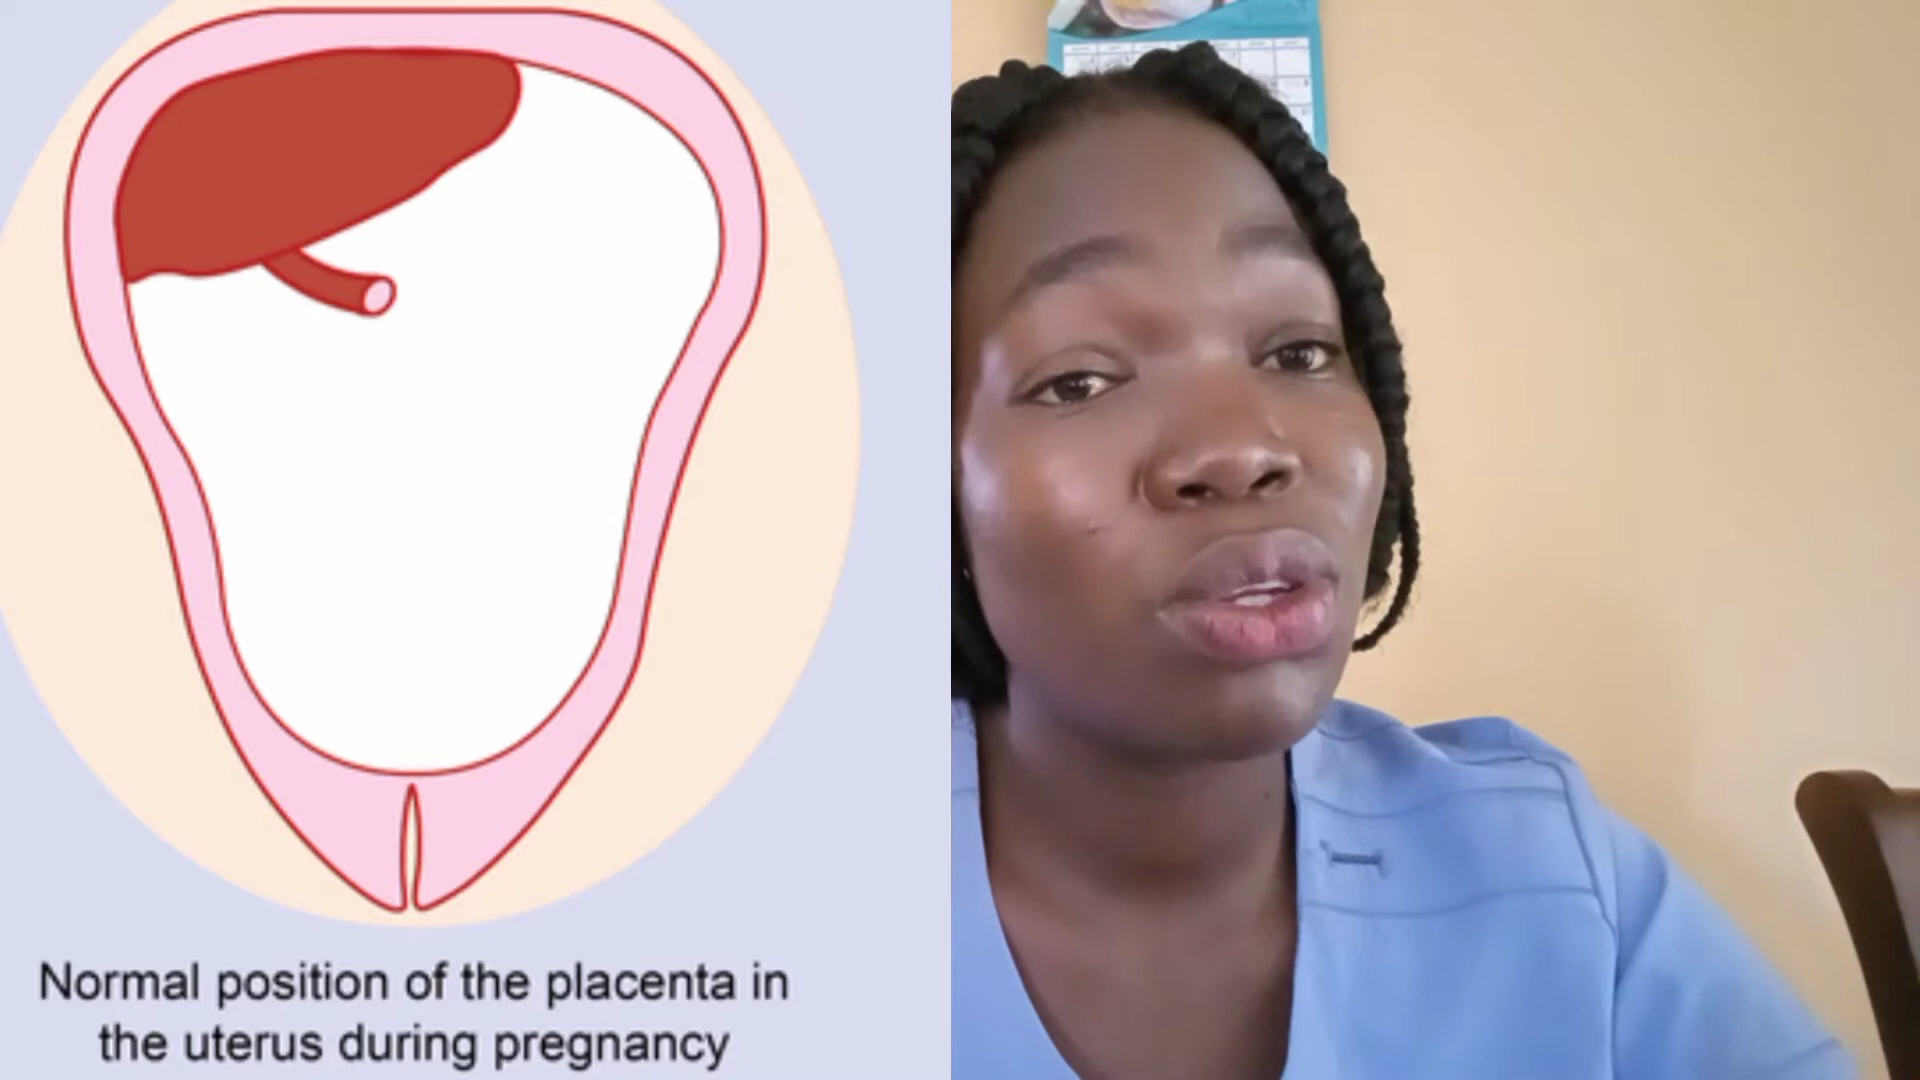 Normal position of the placenta in
the uterus during pregnancy